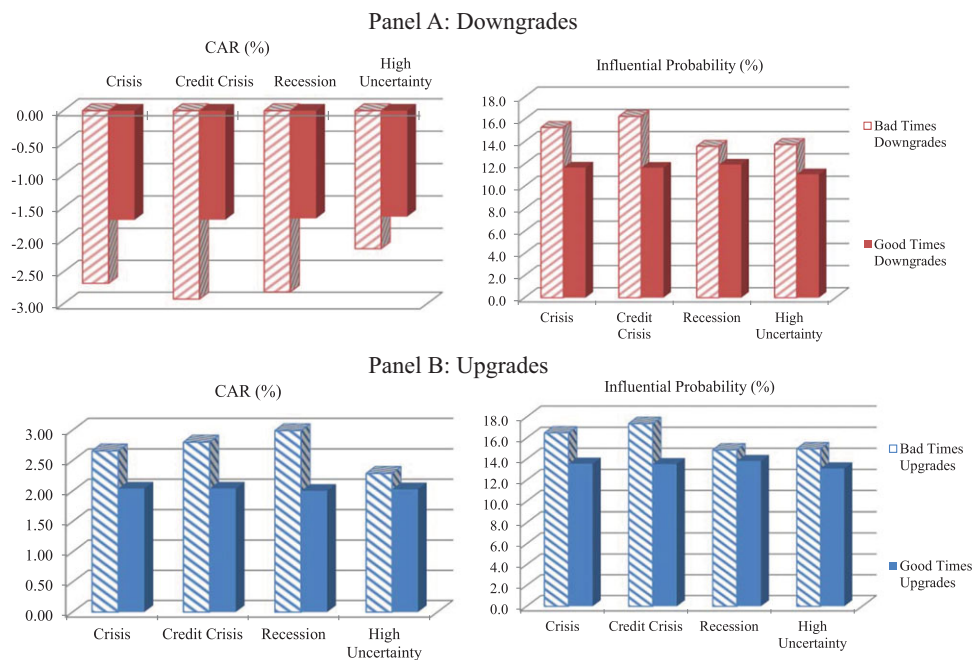 Panel A: Downgrades
CAR (%)
Crisis
Credit Crisis
Recession
High
Uncertainty
0.00
-0.50
-1.00
-1.50
-2.00
-2.50
-3.00
Influential Probability (%)
18.0
16.0
14.0
12.0
10.0
8.0
6.0
4.0
2.0
0.0
Crisis
Credit
Crisis
Recession
High
Uncertainty
Bad Times
Downgrades
Good Times
Downgrades
Panel B: Upgrades
CAR (%)
3.00
2.50
2.00
1.50
1.00
0.50
0.00
Crisis
Credit Crisis
Recession
High
Uncertainty
Influential Probability (%)
18.0
16.0
14.0
12.0
10.0
8.0
6.0
4.0
2.0
0.0
Crisis
Credit Crisis
Recession
High
Uncertainty
Bad Times
Upgrades
Good Times
Upgrades